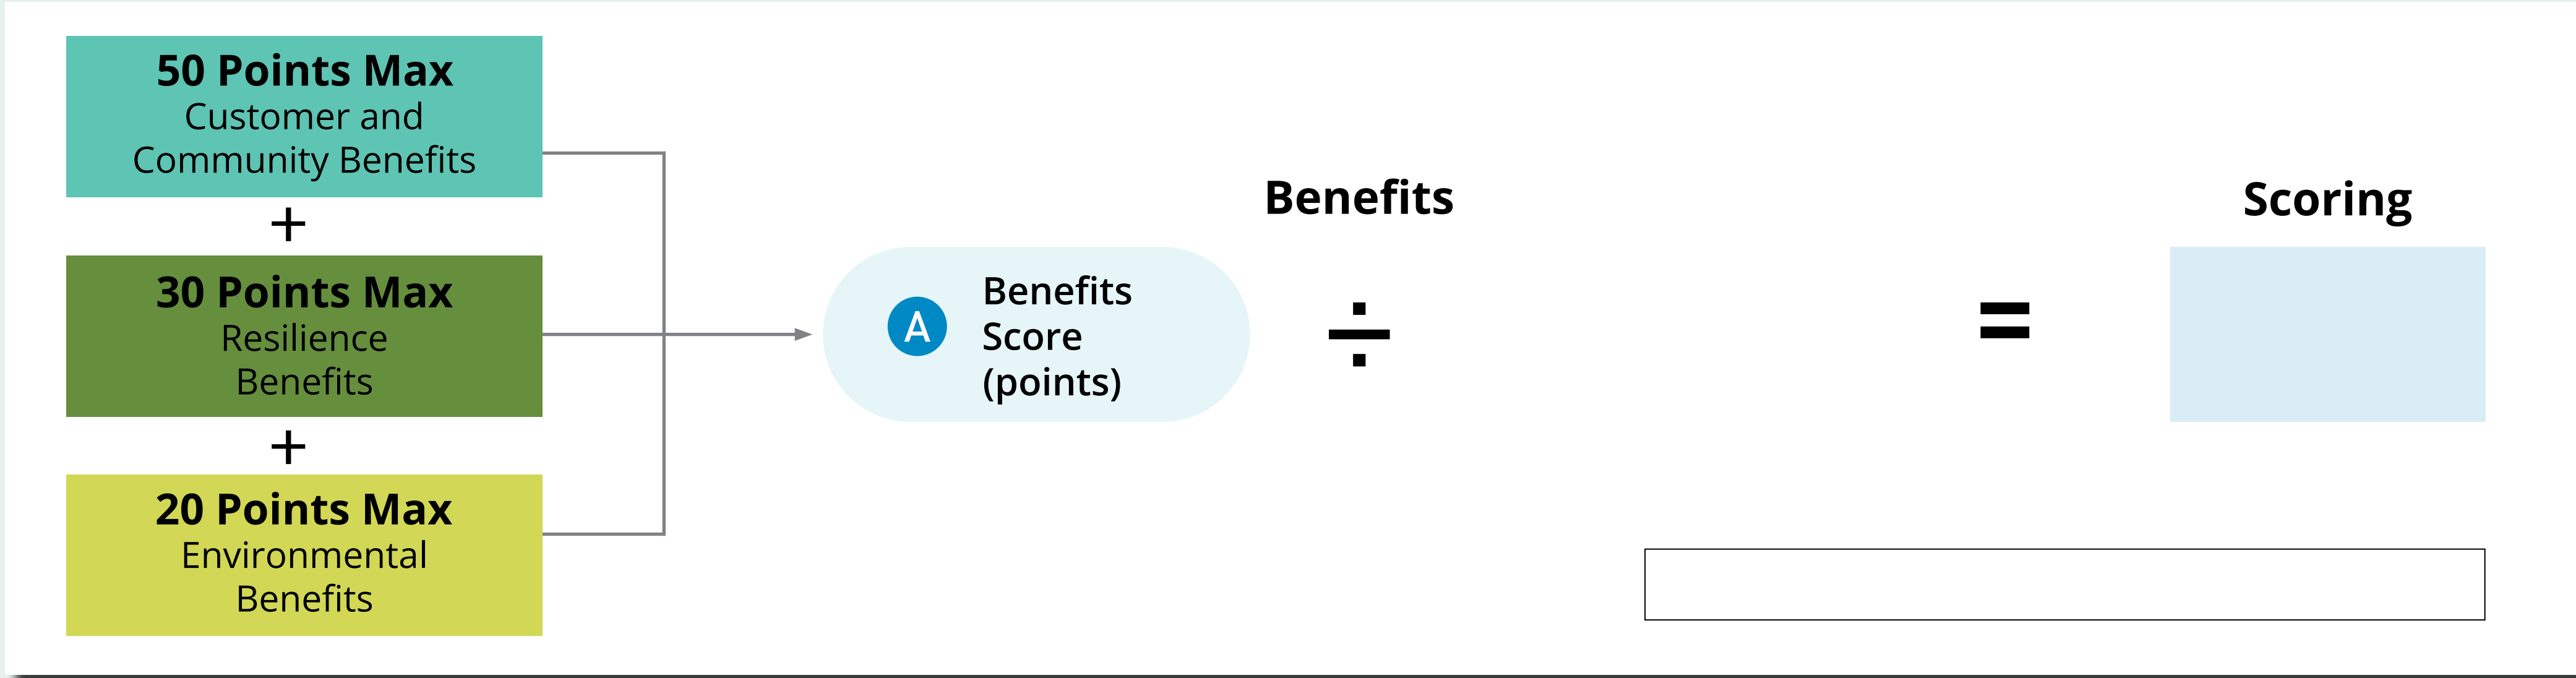 50 Points Max
Customer and
Community Benefits
+
30 Points Max
Resilience
Benefits
+
20 Points Max
Environmental
Benefits
A
Benefits
Score
(points)
Benefits
÷
=
Scoring